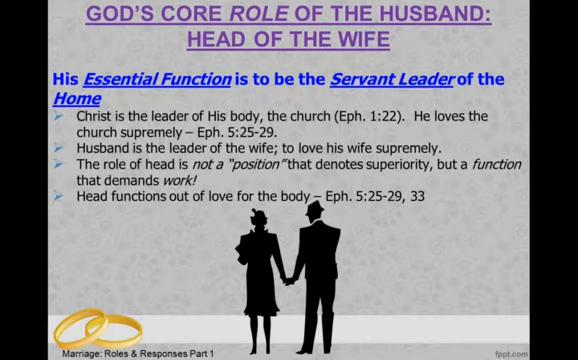 GOD'S CORE ROLE OF THE HUSBAND:
HEAD OF THE WIFE
His Essential Function is to be the Servant Leader of the
Home
Christ is the leader of His body, the church (Eph. 1:22).  He loves the
church supremely – Eph. 5:25-29.
Husband is the leader of the wife; to love his wife supremely.
The role of head is not a "position" that denotes superiority, but a function
that demands work!
Head functions out of love for the body – Eph. 5:25-29, 33
Marriage: Roles & Responses Part 1
fppt.com